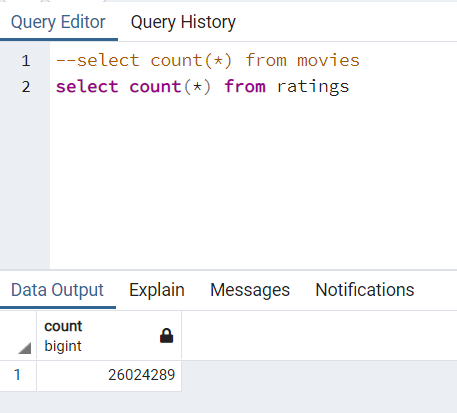 Query Editor Query History
1 --select count(*) from movies
2 select count(*) from ratings
Data Output Explain Messages Notifications
count
bigint
1 26024289